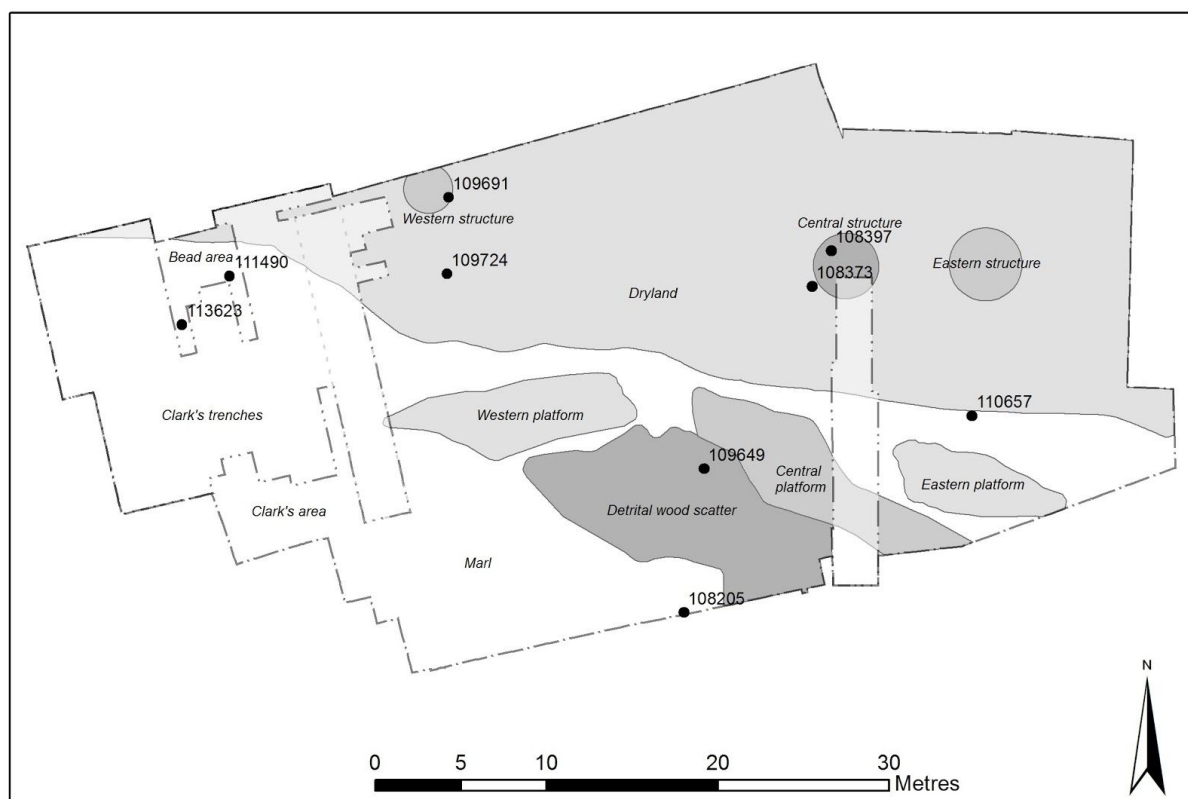 109691
Western structure
Central structure
108397
Bead area
111490
109724
108373
Eastern structure
Dryland
113623
Clark's trenches
Western platform
110657
109649
Central
platform
Eastern platform
Clark's area
Detrital wood scatter
Marl
108205
N
0 5 10 20 30
Metres